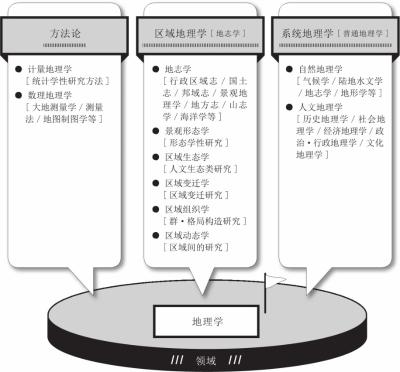 方法论
● 计量地理学
[ 统计学性研究方法 ]
● 数理地理学
[ 大地测量学 / 测量
法 / 地图制图学等 ]
区域地理学 [ 地志学 ]
● 地志学
[ 行政区域志 / 国土
志 / 邦域志 / 景观地
理学 / 地方志 / 山志
学 / 海洋学等 ]
● 景观形态学
[ 形态学性研究 ]
● 区域生态学
[ 人文生态类研究 ]
● 区域变迁学
[ 区域变迁研究 ]
● 区域组织学
[ 群·格局构造研究 ]
● 区域动态学
[ 区域间的研究 ]
系统地理学 [ 普通地理学 ]
● 自然地理学
[ 气候学 / 陆地水文学
/ 地志学 / 地形学等 ]
● 人文地理学
[ 历史地理学 / 社会地
理学 / 经济地理学 / 政
治·行政地理学 / 文化
地理学 ]
地理学
/// 领域 ///